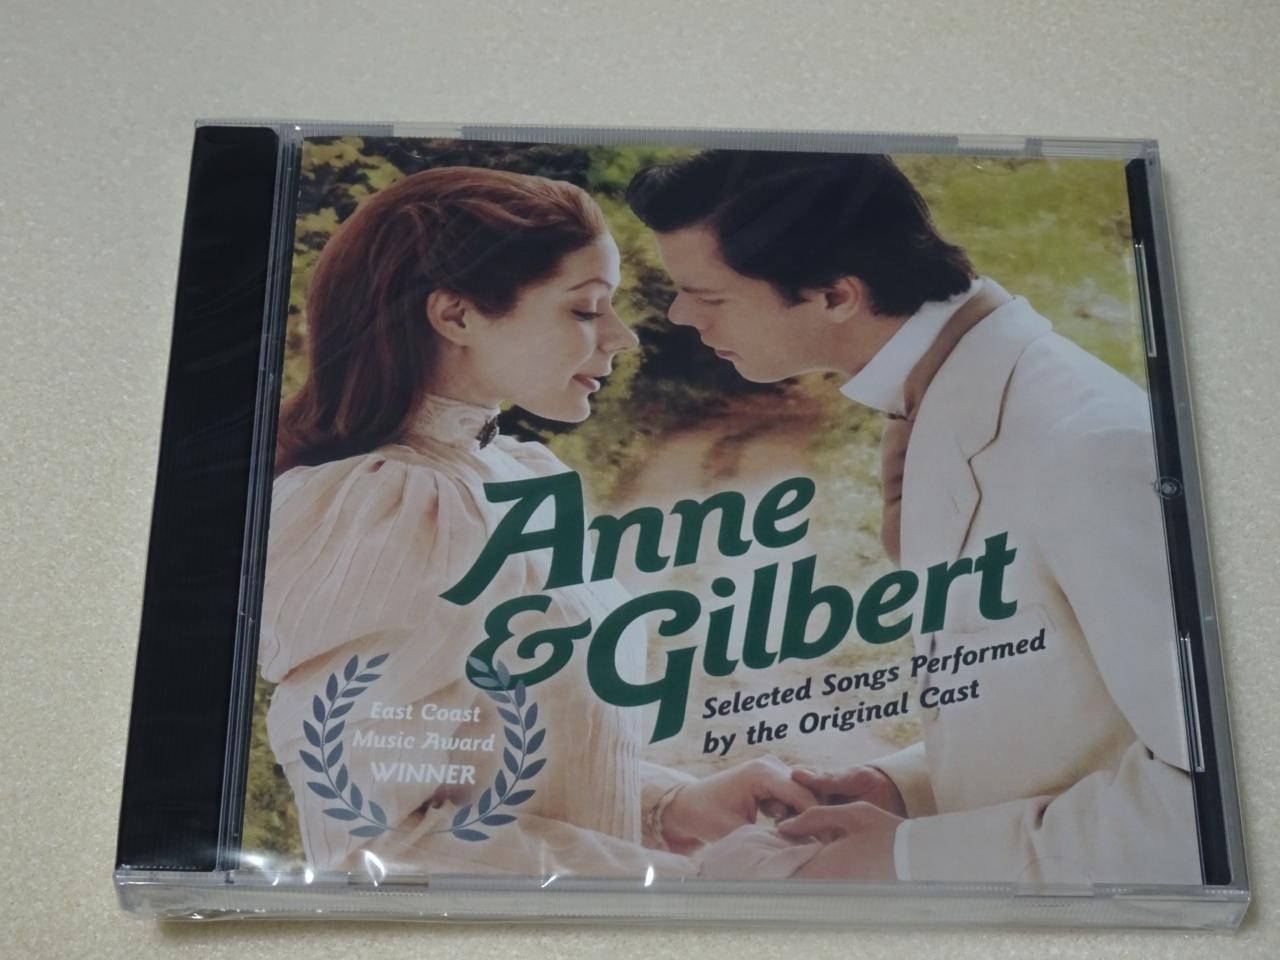 Anne
& Gilbert
Selected Songs Performed
by the Original Cast
East Coast
Music Award
WINNER